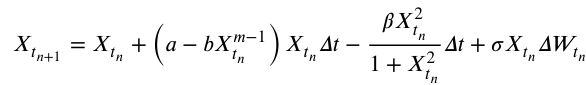 $X_{t_{n+1}} = X_{t_n} + \left( a - b X_{t_n}^{m-1} \right) X_{t_n} \Delta t - \frac{\beta X_{t_n}^2}{1 + X_{t_n}^2} \Delta t + \sigma X_{t_n} \Delta W_{t_n}$